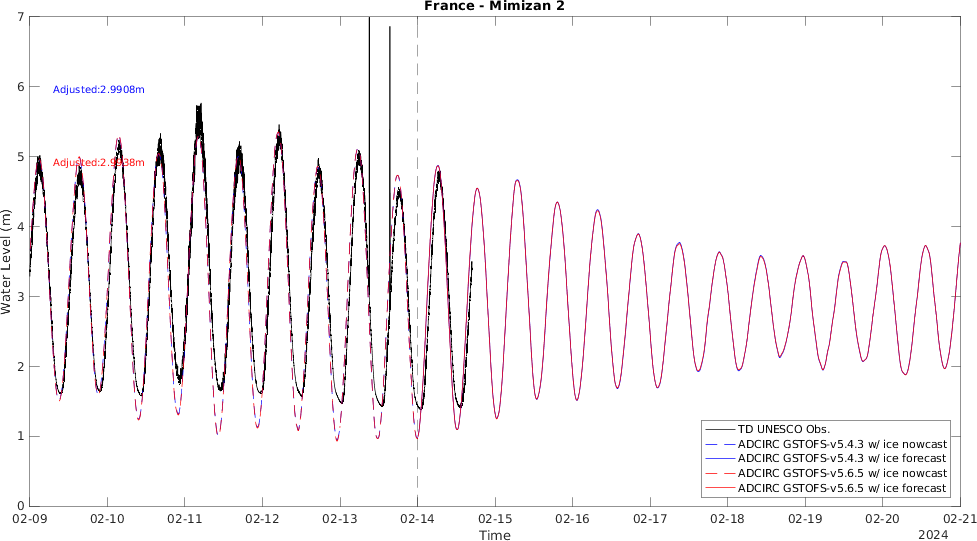 France - Mimizan 2
7
6
5
4
3
2
1
0
Water Level (m)
Adjusted:2.9908m
Adjusted:2.9938m
TD UNESCO Obs.
ADCIRC GSTOFS-v5.4.3 w/ ice nowcast
ADCIRC GSTOFS-v5.4.3 w/ ice forecast
ADCIRC GSTOFS-v5.6.5 w/ ice nowcast
ADCIRC GSTOFS-v5.6.5 w/ ice forecast
02-09 02-10 02-11 02-12 02-13 02-14 02-15 02-16 02-17 02-18 02-19 02-20 02-21
Time
2024